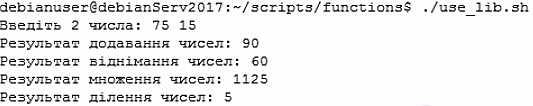 debianuser@debianServ2017:~/scripts/functions$ ./use_lib.sh
Введіть 2 числа: 75 15
Результат додавання чисел: 90
Результат віднімання чисел: 60
Результат множення чисел: 1125
Результат ділення чисел: 5